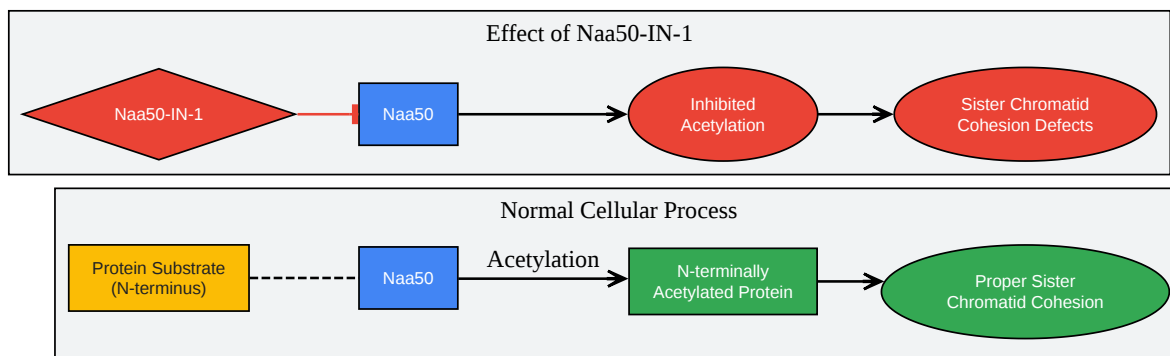 Effect of Naa50-IN-1
Naa50-IN-1
Naa50
Inhibited
Acetylation
Sister Chromatid
Cohesion Defects
Normal Cellular Process
Protein Substrate
(N-terminus)
Naa50
Acetylation
N-terminally
Acetylated Protein
Proper Sister
Chromatid Cohesion